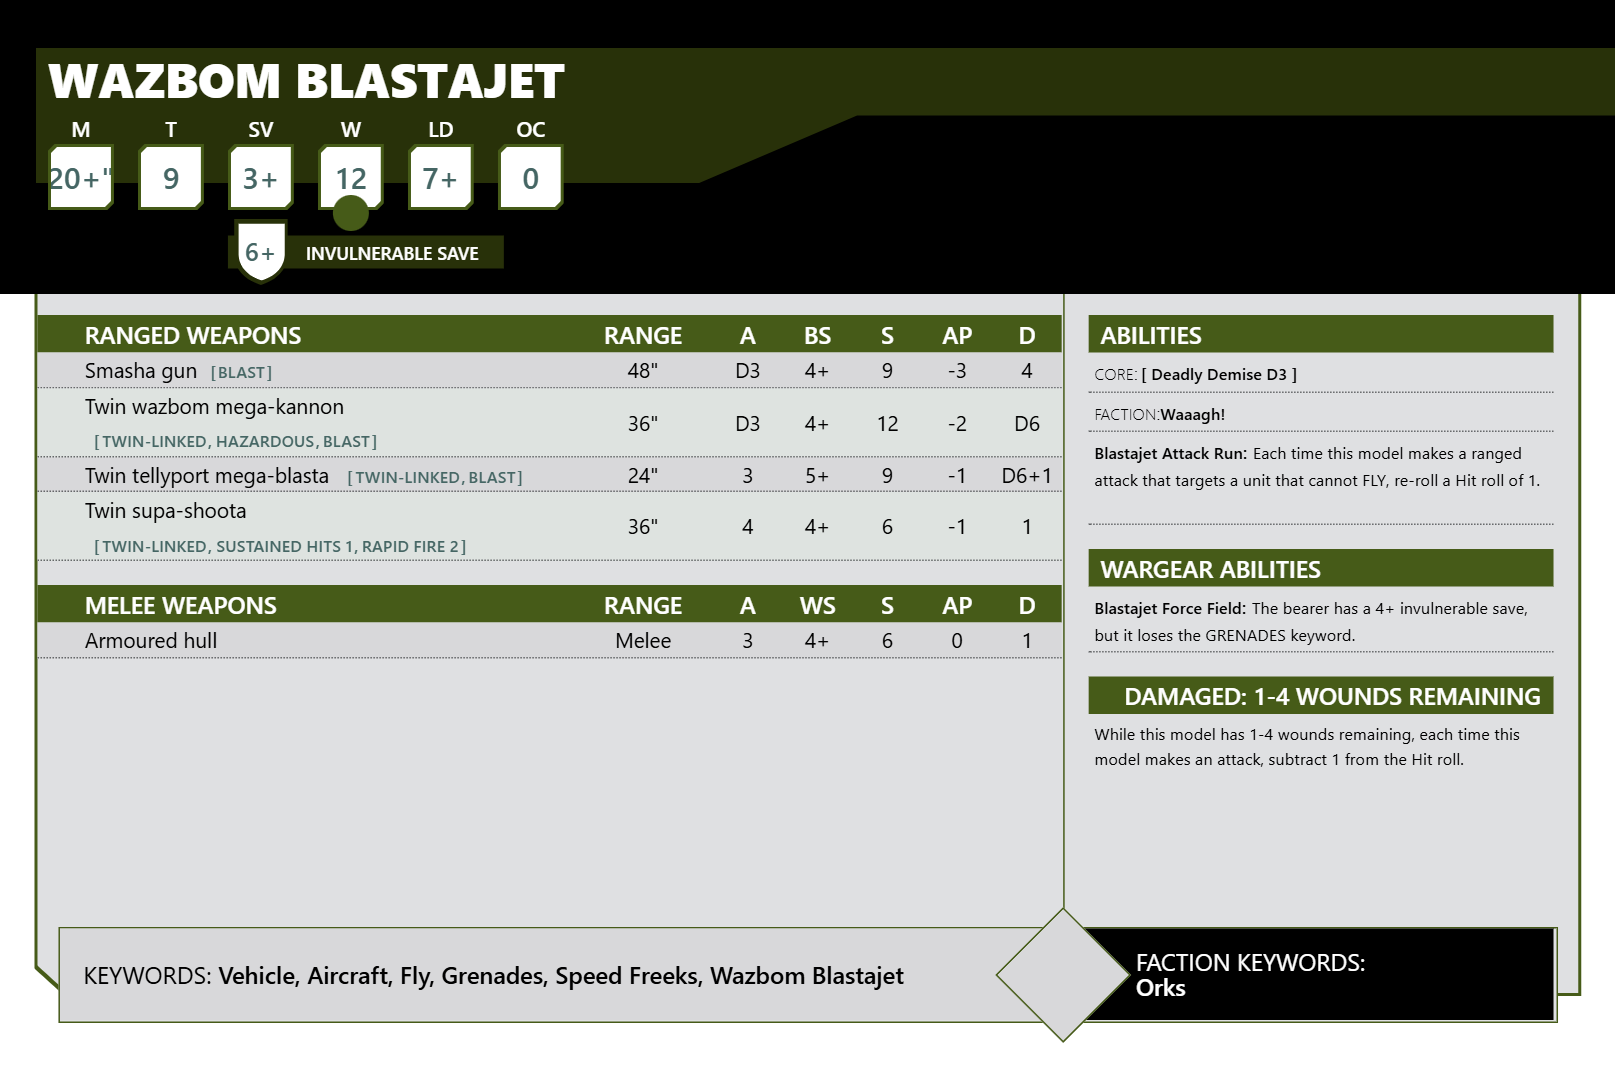 WAZBOM BLASTAJET
M T SV W LD OC
20+" 9 3+ 12 7+ 0
6+ INVULNERABLE SAVE
RANGED WEAPONS RANGE A BS S AP D
Smasha gun [BLAST] 48" D3 4+ 9 -3 4
Twin wazbom mega-kannon
[TWIN-LINKED, HAZARDOUS, BLAST] 36" D3 4+ 12 -2 D6
Twin tellyport mega-blasta [TWIN-LINKED, BLAST] 24" 3 5+ 9 -1 D6+1
Twin supa-shoota
[TWIN-LINKED, SUSTAINED HITS 1, RAPID FIRE 2] 36" 4 4+ 6 -1 1
MELEE WEAPONS RANGE A WS S AP D
Armoured hull Melee 3 4+ 6 0 1
ABILITIES
CORE: [ Deadly Demise D3 ]
FACTION:Waaagh!
Blastajet Attack Run: Each time this model makes a ranged
attack that targets a unit that cannot FLY, re-roll a Hit roll of 1.
WARGEAR ABILITIES
Blastajet Force Field: The bearer has a 4+ invulnerable save,
but it loses the GRENADES keyword.
DAMAGED: 1-4 WOUNDS REMAINING
While this model has 1-4 wounds remaining, each time this
model makes an attack, subtract 1 from the Hit roll.
KEYWORDS: Vehicle, Aircraft, Fly, Grenades, Speed Freeks, Wazbom Blastajet
FACTION KEYWORDS:
Orks